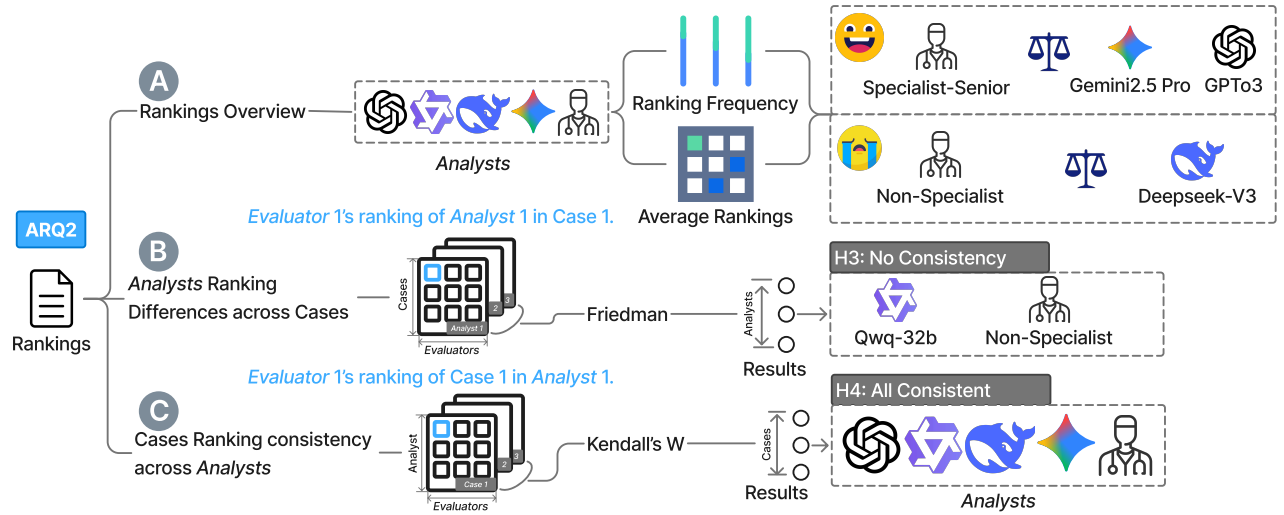 ARQ2
Rankings
A
Rankings Overview
Analysts
Ranking Frequency
Average Rankings
Specialist-Senior
Gemini2.5 Pro
GPTo3
Non-Specialist
Deepseek-V3
Evaluator 1's ranking of Analyst 1 in Case 1.
B
Analysts Ranking
Differences across Cases
Cases
Analyst 1
2
3
Evaluators
Friedman
Analysts
Results
H3: No Consistency
Qwq-32b
Non-Specialist
Evaluator 1's ranking of Case 1 in Analyst 1.
C
Cases Ranking consistency
across Analysts
Analyst
Case 1
2
3
Evaluators
Kendall's W
Cases
Results
H4: All Consistent
Analysts